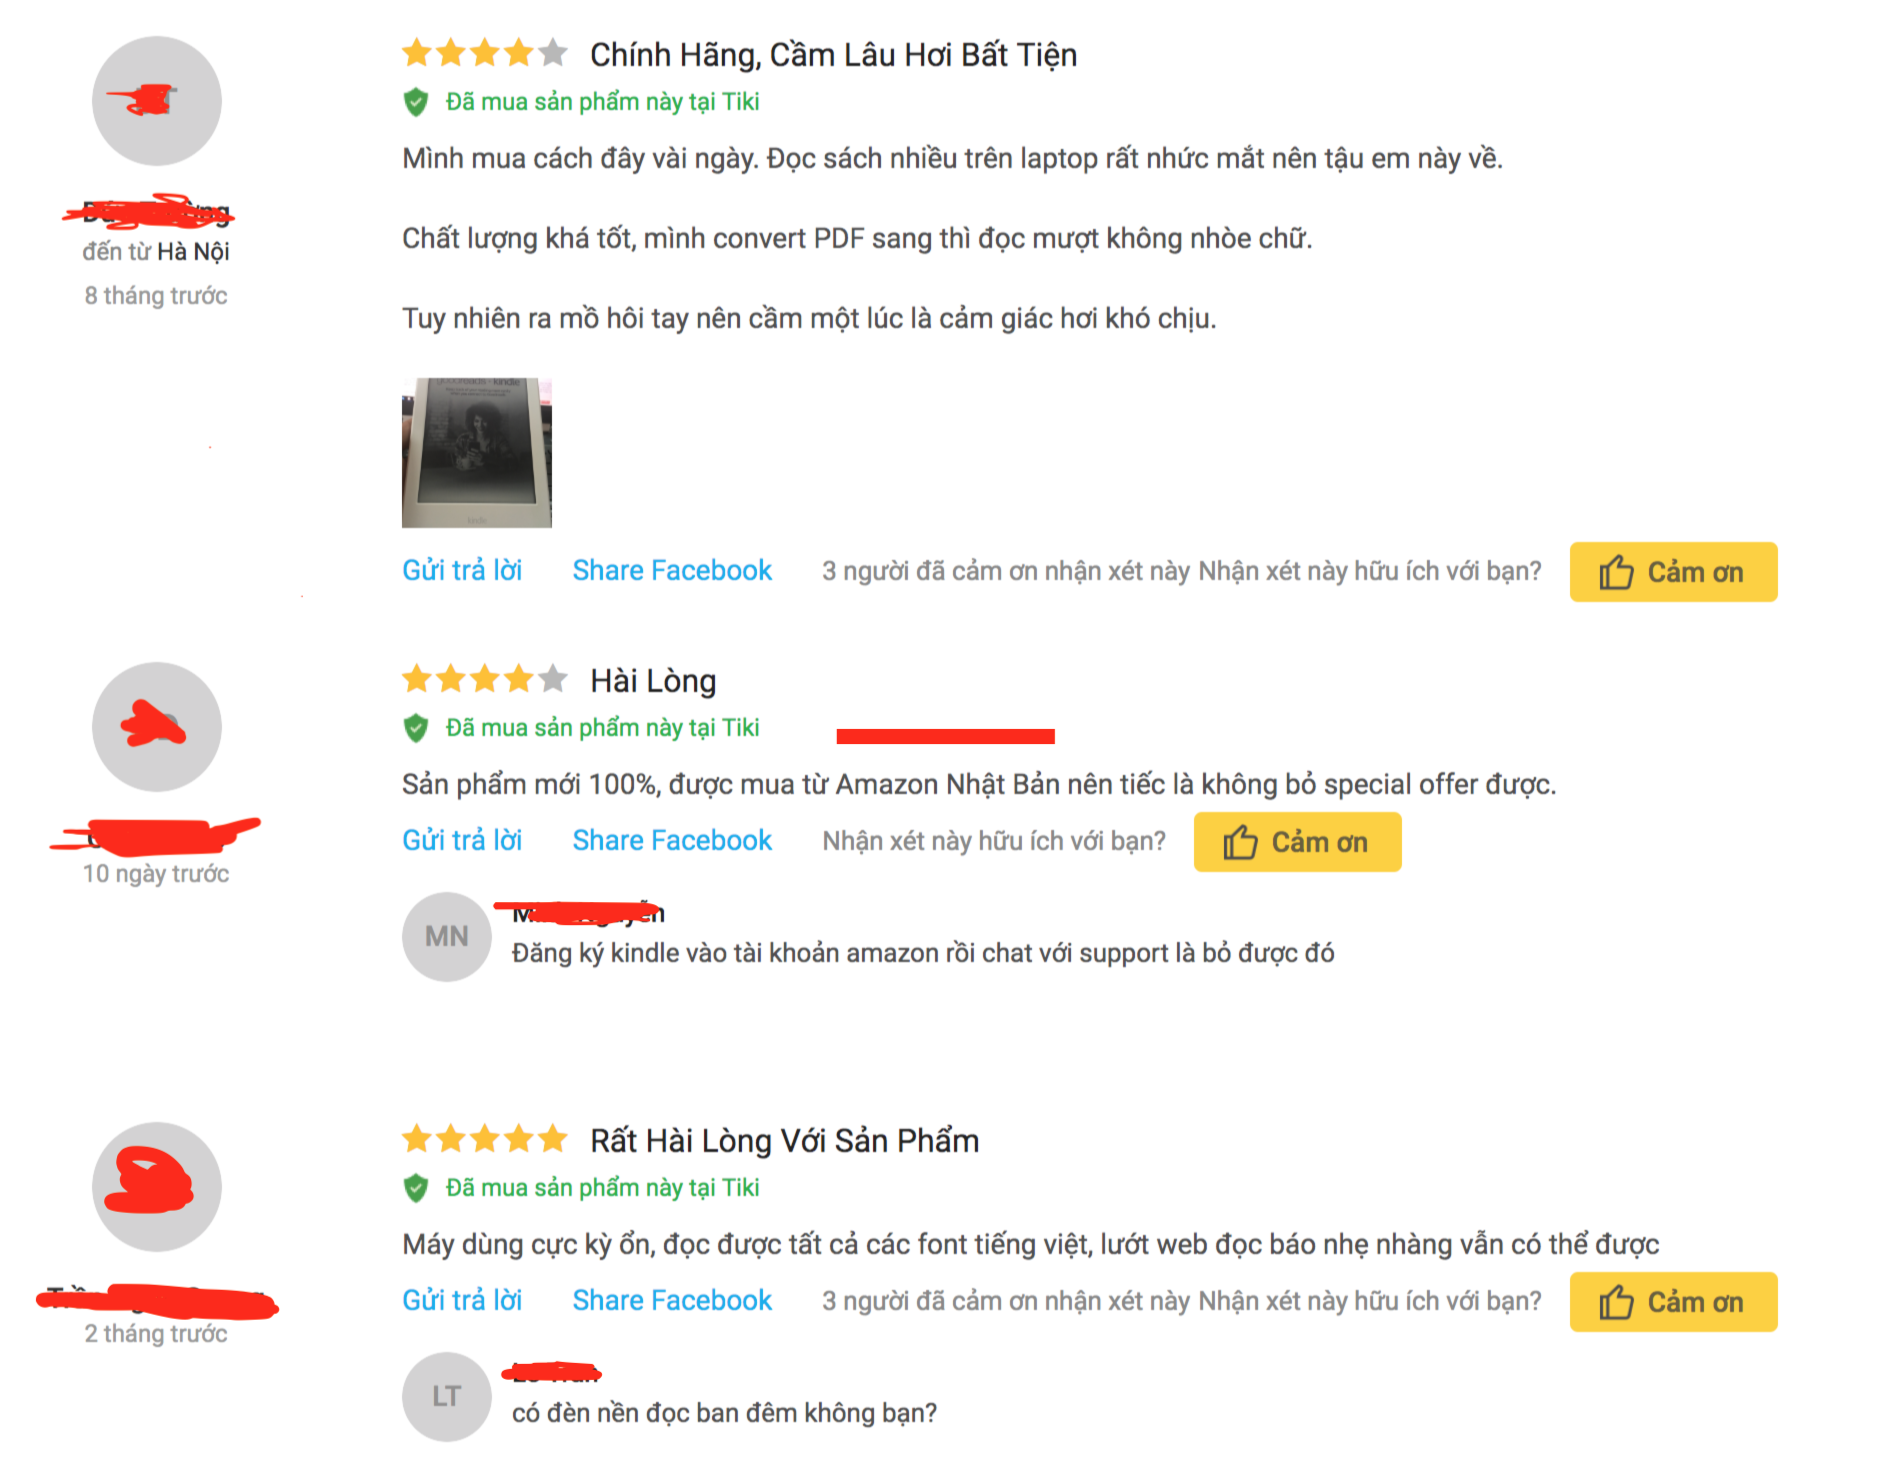 Chính Hãng, Cầm Lâu Hơi Bất Tiện
Đã mua sản phẩm này tại Tiki
Mình mua cách đây vài ngày. Đọc sách nhiều trên laptop rất nhức mắt nên tậu em này về.
đến từ Hà Nội
8 tháng trước
Chất lượng khá tốt, mình convert PDF sang thì đọc mượt không nhòe chữ.
Tuy nhiên ra mồ hôi tay nên cầm một lúc là cảm giác hơi khó chịu.
goodreads kindle
kindle
Gửi trả lời Share Facebook 3 người đã cảm ơn nhận xét này Nhận xét này hữu ích với bạn? Cảm ơn
Hài Lòng
Đã mua sản phẩm này tại Tiki
Sản phẩm mới 100%, được mua từ Amazon Nhật Bản nên tiếc là không bỏ special offer được.
10 ngày trước
Gửi trả lời Share Facebook Nhận xét này hữu ích với bạn? Cảm ơn
MN
Đăng ký kindle vào tài khoản amazon rồi chat với support là bỏ được đó
Rất Hài Lòng Với Sản Phẩm
Đã mua sản phẩm này tại Tiki
Máy dùng cực kỳ ổn, đọc được tất cả các font tiếng việt, lướt web đọc báo nhẹ nhàng vẫn có thể được
2 tháng trước
Gửi trả lời Share Facebook 3 người đã cảm ơn nhận xét này Nhận xét này hữu ích với bạn? Cảm ơn
LT
có đèn nền đọc ban đêm không bạn?